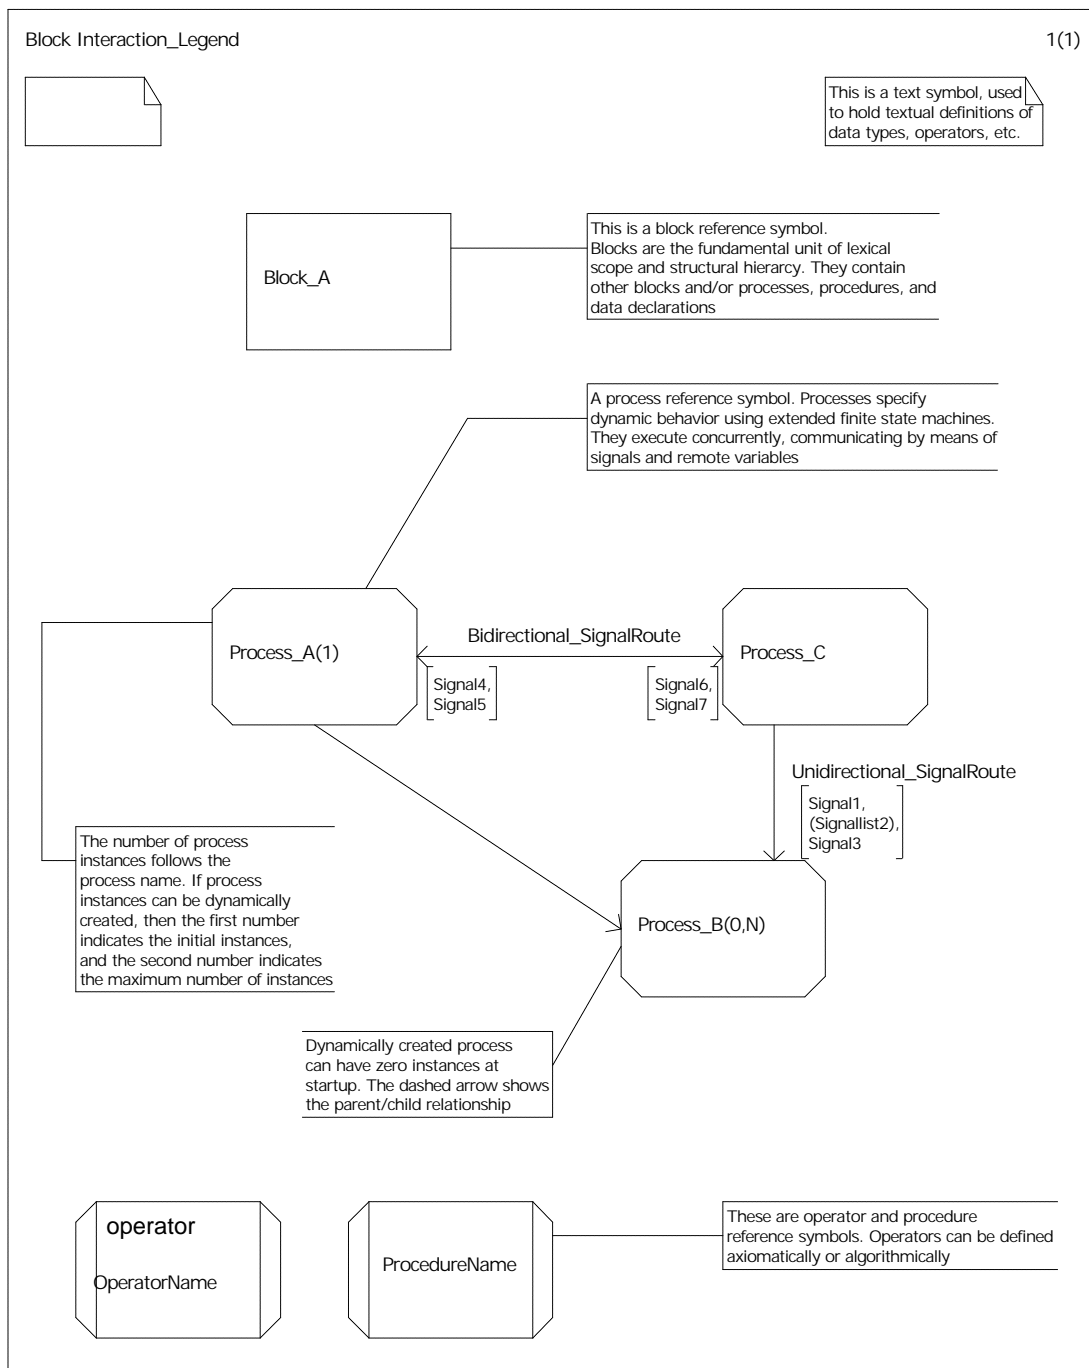 Block Interaction_Legend
1(1)
This is a text symbol, used
to hold textual definitions of
data types, operators, etc.
Block_A
This is a block reference symbol.
Blocks are the fundamental unit of lexical
scope and structural hierarcy. They contain
other blocks and/or processes, procedures, and
data declarations
A process reference symbol. Processes specify
dynamic behavior using extended finite state machines.
They execute concurrently, communicating by means of
signals and remote variables
Process_A(1)
Bidirectional_SignalRoute
Process_C
Signal4,
Signal5
Signal6,
Signal7
Unidirectional_SignalRoute
Signal1,
(Signallist2),
Signal3
The number of process
instances follows the
process name. If process
instances can be dynamically
created, then the first number
indicates the initial instances,
and the second number indicates
the maximum number of instances
Process_B(0,N)
Dynamically created process
can have zero instances at
startup. The dashed arrow shows
the parent/child relationship
operator
OperatorName
ProcedureName
These are operator and procedure
reference symbols. Operators can be defined
axiomatically or algorithmically